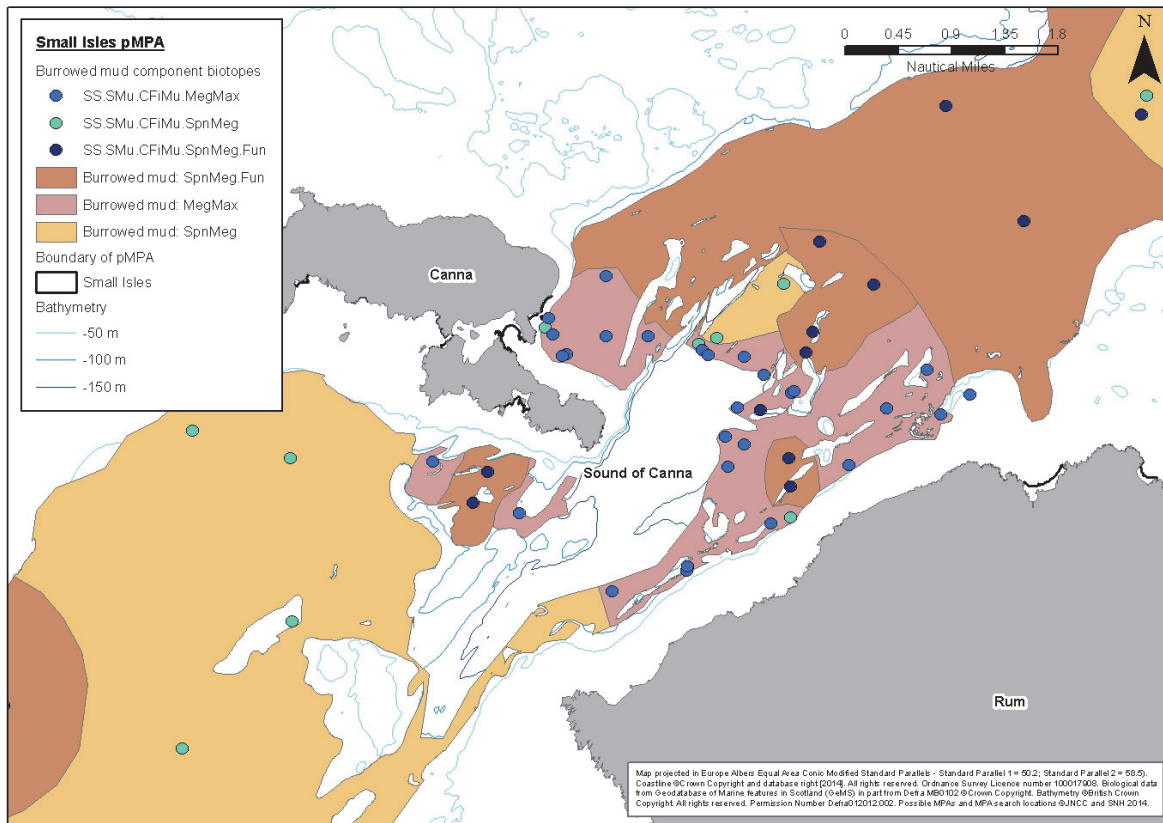 Small Isles pMPA
Burrowed mud component biotopes
SS.SMu.CFiMu.MegMax
SS.SMu.CFiMu.SpnMeg
SS.SMu.CFiMu.SpnMeg.Fun
Burrowed mud: SpnMeg.Fun
Burrowed mud: MegMax
Burrowed mud: SpnMeg
Boundary of pMPA
Small Isles
Bathymetry
-50 m
-100 m
-150 m
N
0 0.45 0.9 1.35 1.8
Nautical Miles
Canna
Sound of Canna
Rum
Map projected in Europe Albers Equal Area Conic Modified Standard Parallels - Standard Parallel 1 = 50.2; Standard Parallel 2 = 58.5).
Coastline ©Crown Copyright and database right [2014]. All rights reserved. Ordnance Survey Licence number 100017908. Biological data
from Geodatabase of Marine features in Scotland (GeMS) in part from Defra MB0102 ©Crown Copyright. Bathymetry ©British Crown
Copyright. All rights reserved. Permission Number Defra012012.002. Possible MPAs and MPA search locations ©JNCC and SNH 2014.